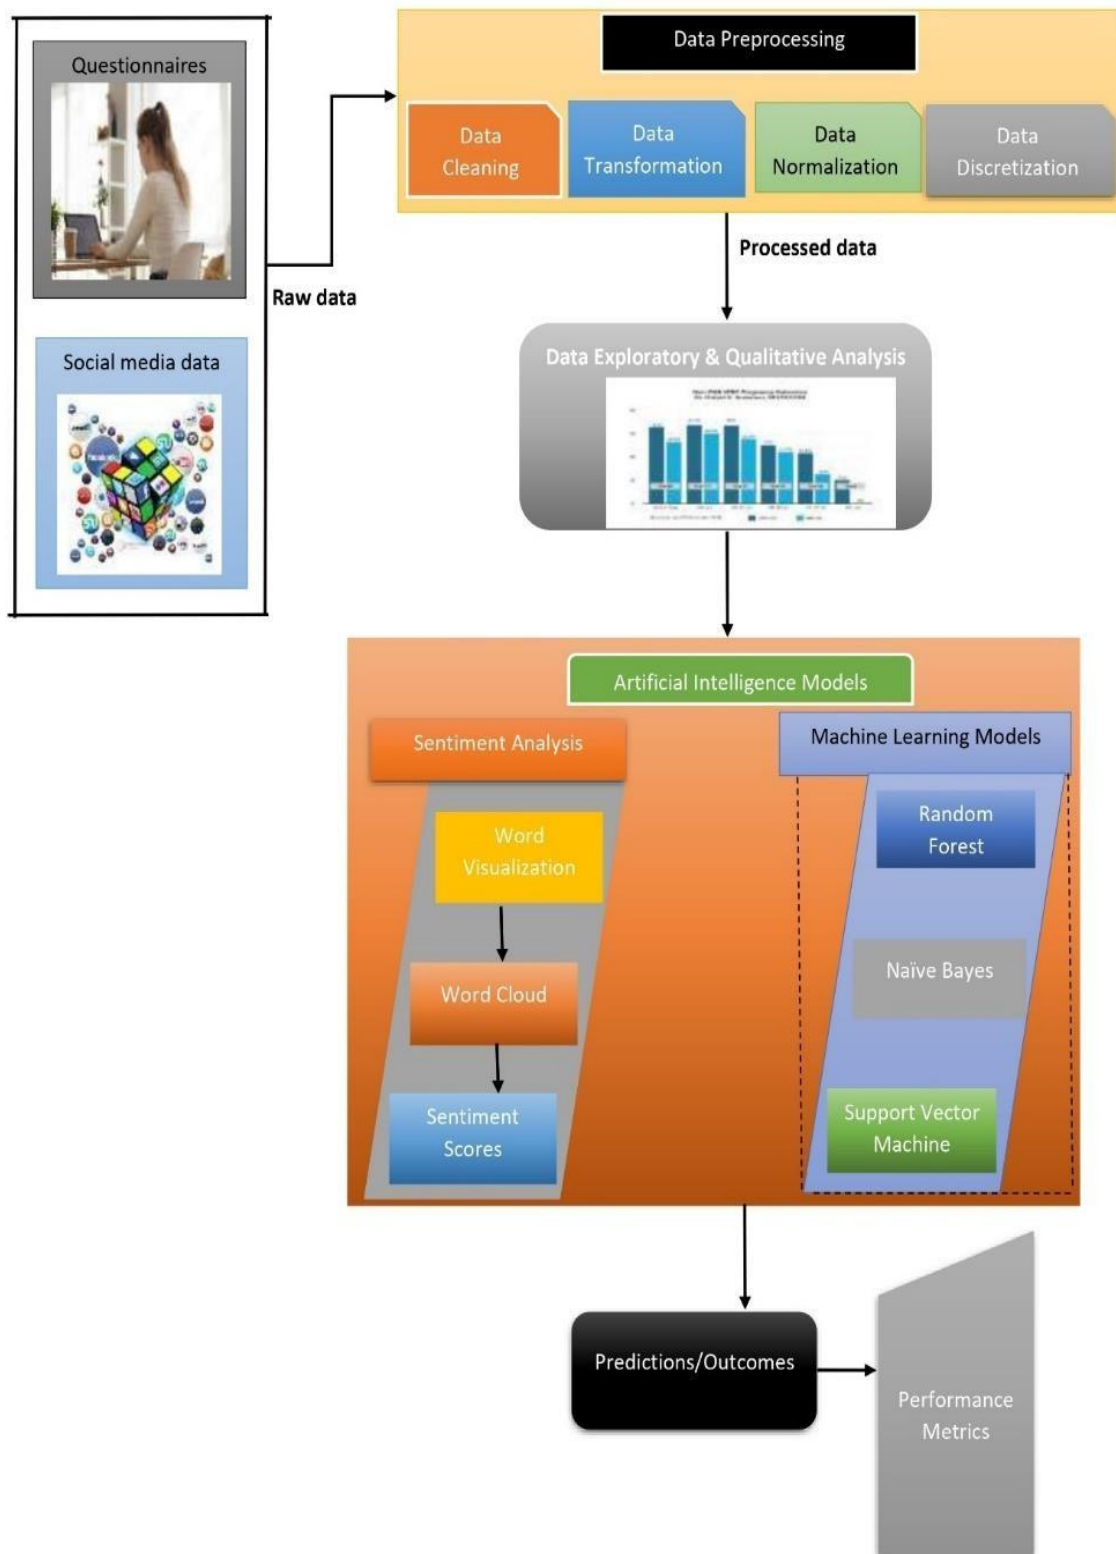 Questionnaires
Social media data
Raw data
Data Preprocessing
Data
Cleaning
Data
Transformation
Data
Normalization
Data
Discretization
Processed data
Data Exploratory & Qualitative Analysis
Artificial Intelligence Models
Sentiment Analysis
Word
Visualization
Word Cloud
Sentiment
Scores
Machine Learning Models
Random
Forest
Naïve Bayes
Support Vector
Machine
Predictions/Outcomes
Performance
Metrics